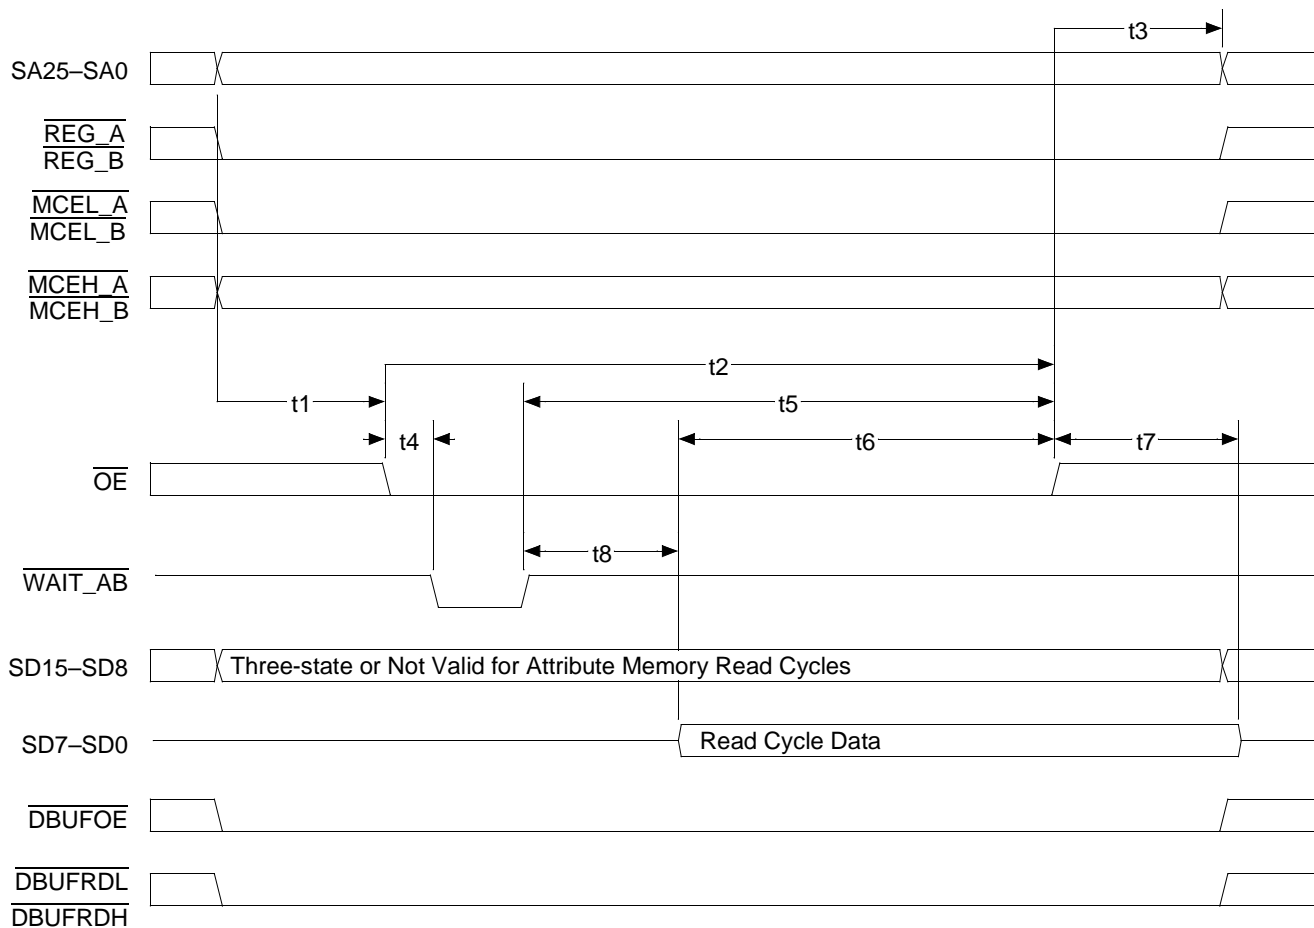 t3
SA25–SA0
REG_A
REG_B
MCEL_A
MCEL_B
MCEH_A
MCEH_B
t2
t1
t5
t4
t6
t7
OE
t8
WAIT_AB
SD15–SD8
Three-state or Not Valid for Attribute Memory Read Cycles
SD7–SD0
Read Cycle Data
DBUFOE
DBUFRDL
DBUFRDH